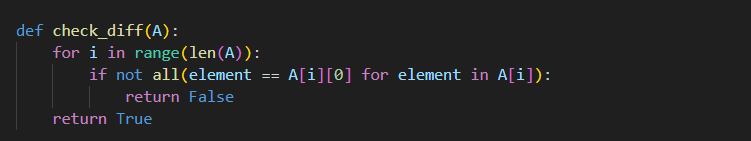 def check_diff(A):
    for i in range(len(A)):
        if not all(element == A[i][0] for element in A[i]):
            return False
    return True